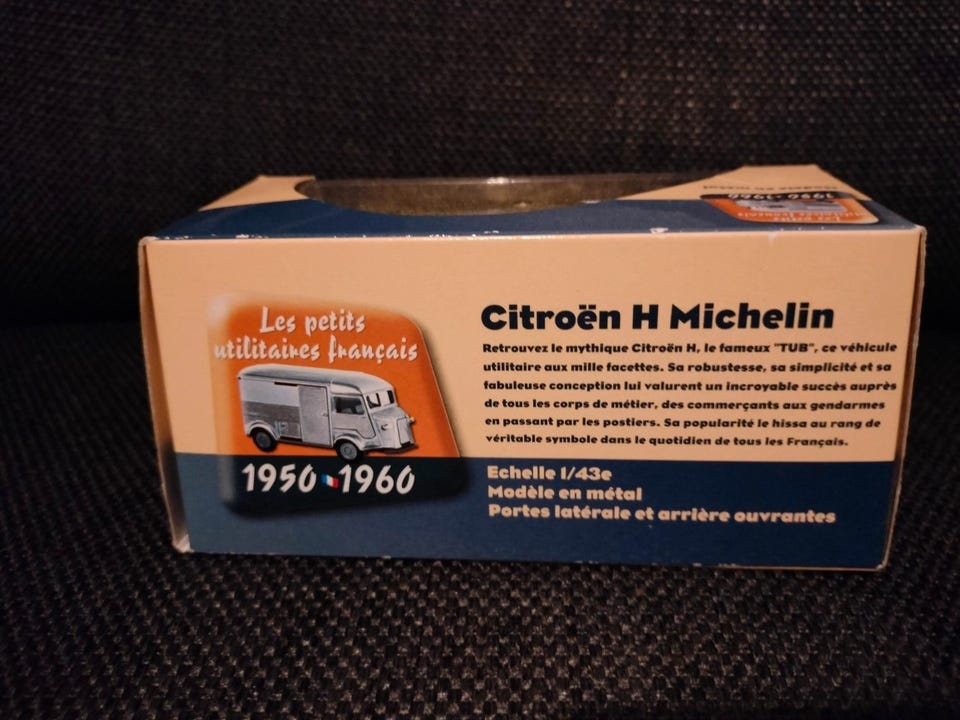 1950-1960
Les petits
utilitaires français
1950 1960
Citroën H Michelin
Retrouvez le mythique Citroën H, le fameux "TUB", ce véhicule
utilitaire aux mille facettes. Sa robustesse, sa simplicité et sa
fabuleuse conception lui valurent un incroyable succès auprès
de tous les corps de métier, des commerçants aux gendarmes
en passant par les postiers. Sa popularité le hissa au rang de
véritable symbole dans le quotidien de tous les Français.
Echelle 1/43e
Modèle en métal
Portes latérale et arrière ouvrantes